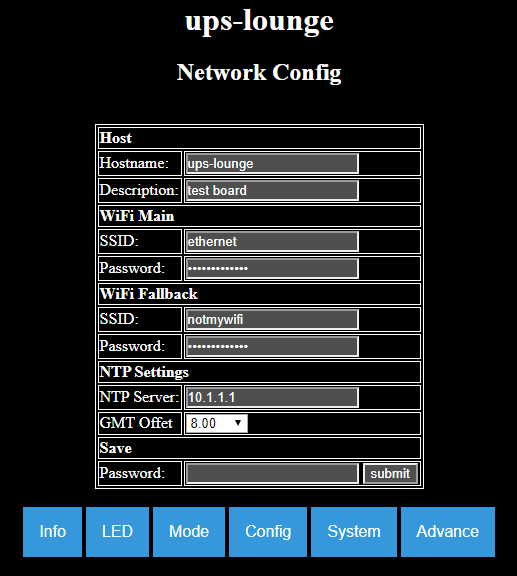 ups-lounge
Network Config
Host
Hostname: ups-lounge
Description: test board
WiFi Main
SSID: ethernet
Password: •••••••••••••
WiFi Fallback
SSID: notmywifi
Password: •••••••••••••
NTP Settings
NTP Server: 10.1.1.1
GMT Offet 8.00
Save
Password: submit
Info LED Mode Config System Advance